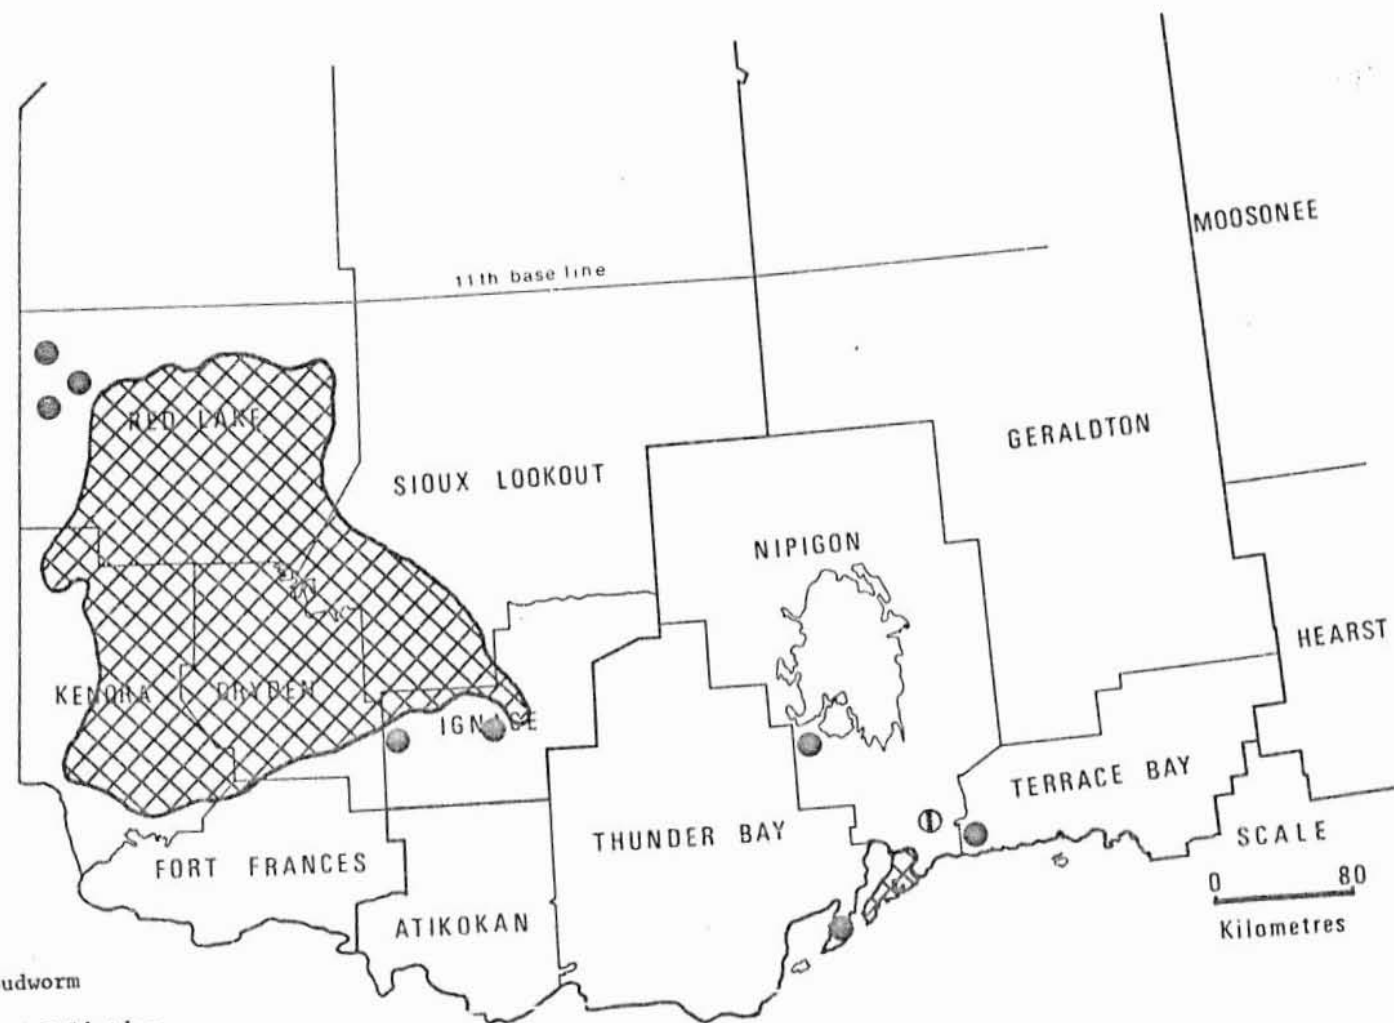 MOOSONEE
11th base line
RED LAKE
GERALDTON
SIOUX LOOKOUT
NIPIGON
HEARST
KENORA
DRYDEN
IGNACE
TERRACE BAY
THUNDER BAY
SCALE
FORT FRANCES
0 80
Kilometres
ATIKOKAN
udworm